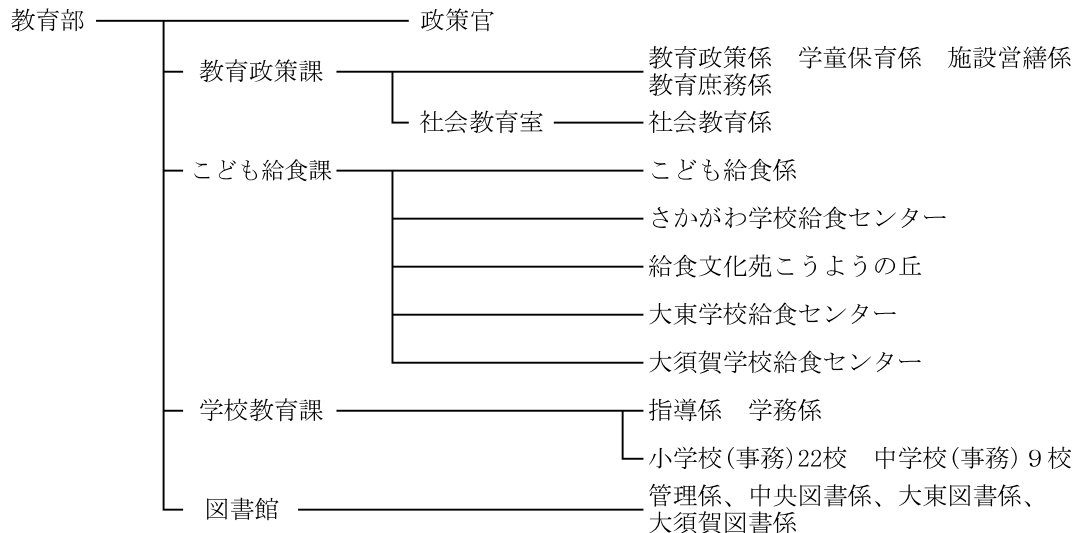 教育部 政策官
教育政策課 教育政策係　学童保育係　施設営繕係
教育庶務係
社会教育室 社会教育係
こども給食課 こども給食係
さかがわ学校給食センター
給食文化苑こうようの丘
大東学校給食センター
大須賀学校給食センター
学校教育課 指導係　学務係
小学校(事務)22校　中学校(事務)９校
図書館 管理係、中央図書係、大東図書係、
大須賀図書係